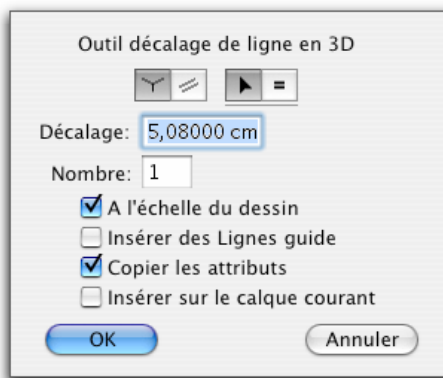 Outil décalage de ligne en 3D
=
Décalage: 5,08000 cm
Nombre: 1
A l'échelle du dessin
Insérer des Lignes guide
Copier les attributs
Insérer sur le calque courant
OK Annuler